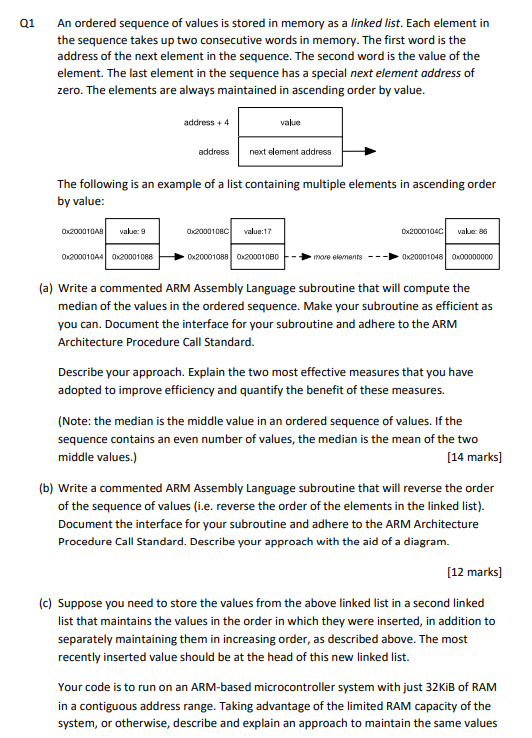 Q1 An ordered sequence of values is stored in memory as a linked list. Each element in
the sequence takes up two consecutive words in memory. The first word is the
address of the next element in the sequence. The second word is the value of the
element. The last element in the sequence has a special next element address of
zero. The elements are always maintained in ascending order by value.
address + 4 value
address next element address
The following is an example of a list containing multiple elements in ascending order
by value:
0x200010A8 value: 9 0x2000108C value:17 0x2000104C value: 86
0x200010A4 0x20001088 0x20001088 0x200010B0 more elements 0x20001048 0x00000000
(a) Write a commented ARM Assembly Language subroutine that will compute the
median of the values in the ordered sequence. Make your subroutine as efficient as
you can. Document the interface for your subroutine and adhere to the ARM
Architecture Procedure Call Standard.
Describe your approach. Explain the two most effective measures that you have
adopted to improve efficiency and quantify the benefit of these measures.
(Note: the median is the middle value in an ordered sequence of values. If the
sequence contains an even number of values, the median is the mean of the two
middle values.) [14 marks]
(b) Write a commented ARM Assembly Language subroutine that will reverse the order
of the sequence of values (i.e. reverse the order of the elements in the linked list).
Document the interface for your subroutine and adhere to the ARM Architecture
Procedure Call Standard. Describe your approach with the aid of a diagram.
[12 marks]
(c) Suppose you need to store the values from the above linked list in a second linked
list that maintains the values in the order in which they were inserted, in addition to
separately maintaining them in increasing order, as described above. The most
recently inserted value should be at the head of this new linked list.
Your code is to run on an ARM-based microcontroller system with just 32KiB of RAM
in a contiguous address range. Taking advantage of the limited RAM capacity of the
system, or otherwise, describe and explain an approach to maintain the same values